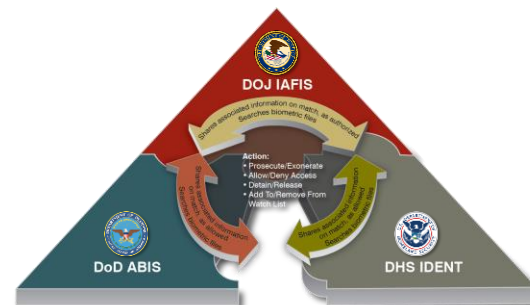 DOJ IAFIS
Shares associated information on match, as authorized
Searches biometric files
Action:
• Prosecute/Exonerate
• Allow/Deny Access
• Detain/Release
• Add To/Remove From
Watch List
Shares associated information
on match, as allowed
Searches biometric files
Shares associated information
on match, as allowed
Searches biometric files
DoD ABIS
DHS IDENT